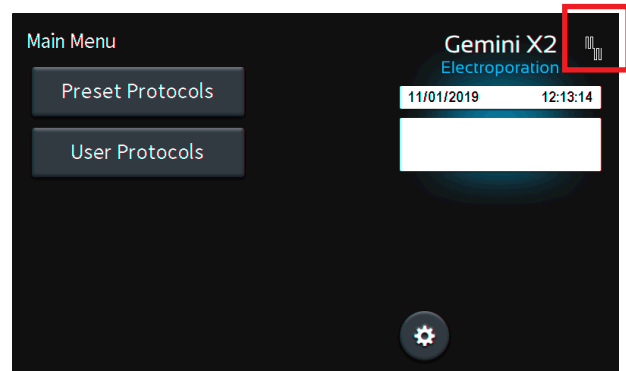 Main Menu
Gemini X2
Electroporation
Preset Protocols
11/01/2019 12:13:14
User Protocols